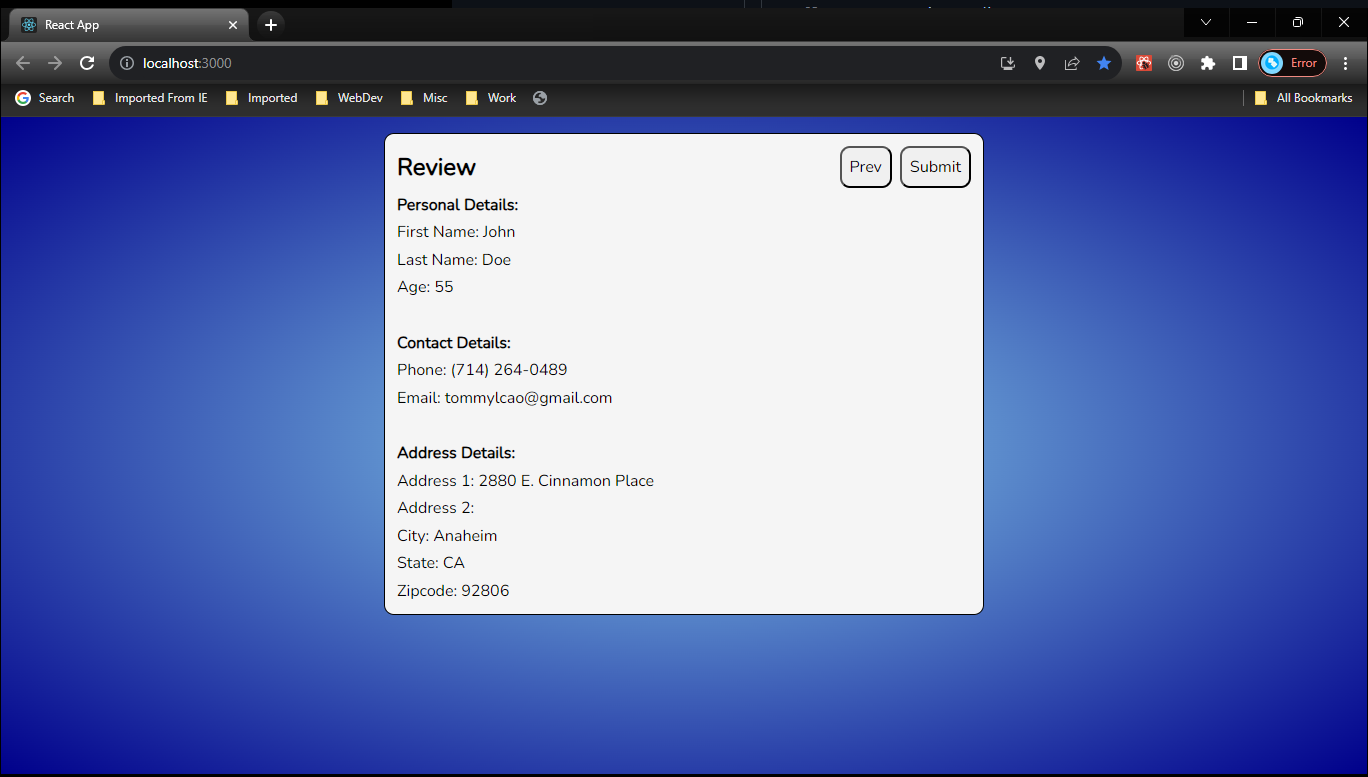 React App
localhost:3000
Error
Search Imported From IE Imported WebDev Misc Work All Bookmarks
Review Prev Submit
Personal Details:
First Name: John
Last Name: Doe
Age: 55
Contact Details:
Phone: (714) 264-0489
Email: tommylcao@gmail.com
Address Details:
Address 1: 2880 E. Cinnamon Place
Address 2:
City: Anaheim
State: CA
Zipcode: 92806